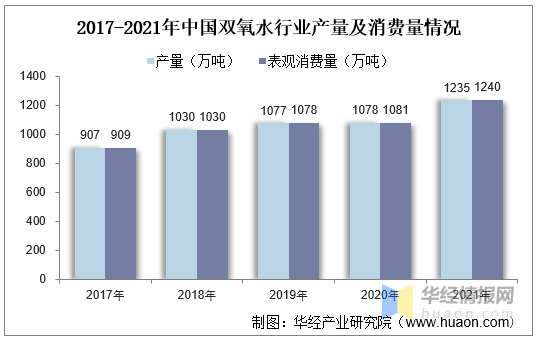 2017-2021年中国双氧水行业产量及消费量情况
产量（万吨） 表观消费量（万吨）
1400
1200
1000
800
600
400
200
0
907 909
1030 1030
1077 1078
1078 1081
1235 1240
2017年 2018年 2019年 2020年 2021年
华经情报网
huaon.com
制图：华经产业研究院（www.huaon.com）